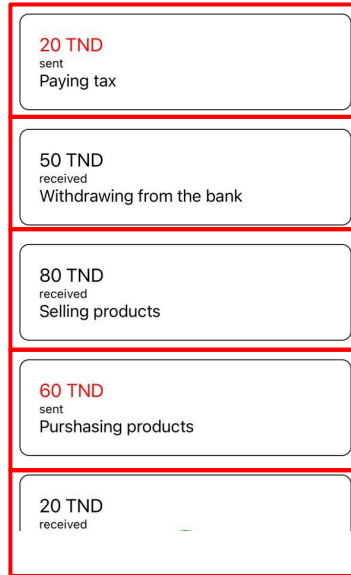 20 TND
sent
Paying tax
50 TND
received
Withdrawing from the bank
80 TND
received
Selling products
60 TND
sent
Purshasing products
20 TND
received